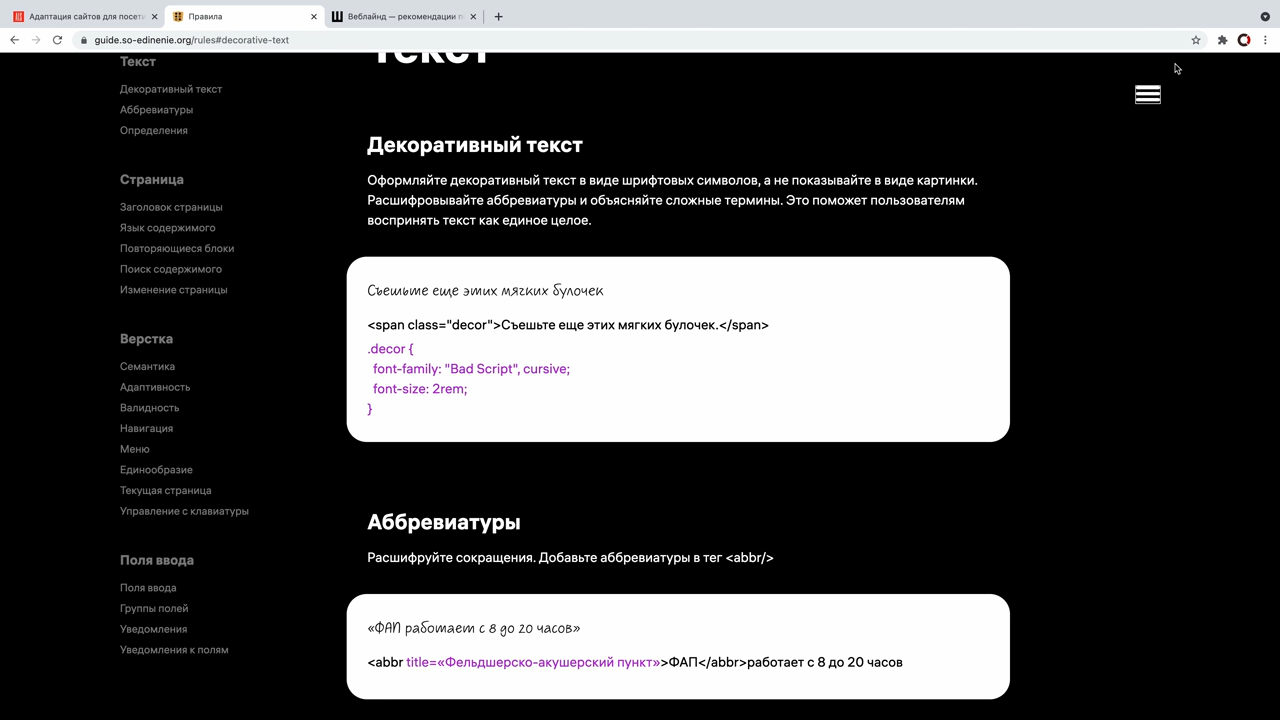 Адаптация сайтов для посети
Правила
Веблайнд — рекомендации п
guide.so-edinenie.org/rules#decorative-text
Текст
Декоративный текст
Аббревиатуры
Определения
Страница
Заголовок страницы
Язык содержимого
Повторяющиеся блоки
Поиск содержимого
Изменение страницы
Верстка
Семантика
Адаптивность
Валидность
Навигация
Меню
Единообразие
Текущая страница
Управление с клавиатуры
Поля ввода
Поля ввода
Группы полей
Уведомления
Уведомления к полям
Текст
Декоративный текст
Оформляйте декоративный текст в виде шрифтовых символов, а не показывайте в виде картинки.
Расшифровывайте аббревиатуры и объясняйте сложные термины. Это поможет пользователям
воспринять текст как единое целое.
Съешьте еще этих мягких булочек
<span class="decor">Съешьте еще этих мягких булочек.</span>
.decor {
font-family: "Bad Script", cursive;
font-size: 2rem;
}
Аббревиатуры
Расшифруйте сокращения. Добавьте аббревиатуры в тег <abbr/>
«ФАП работает с 8 до 20 часов»
<abbr title=«Фельдшерско-акушерский пункт»>ФАП</abbr>работает с 8 до 20 часов